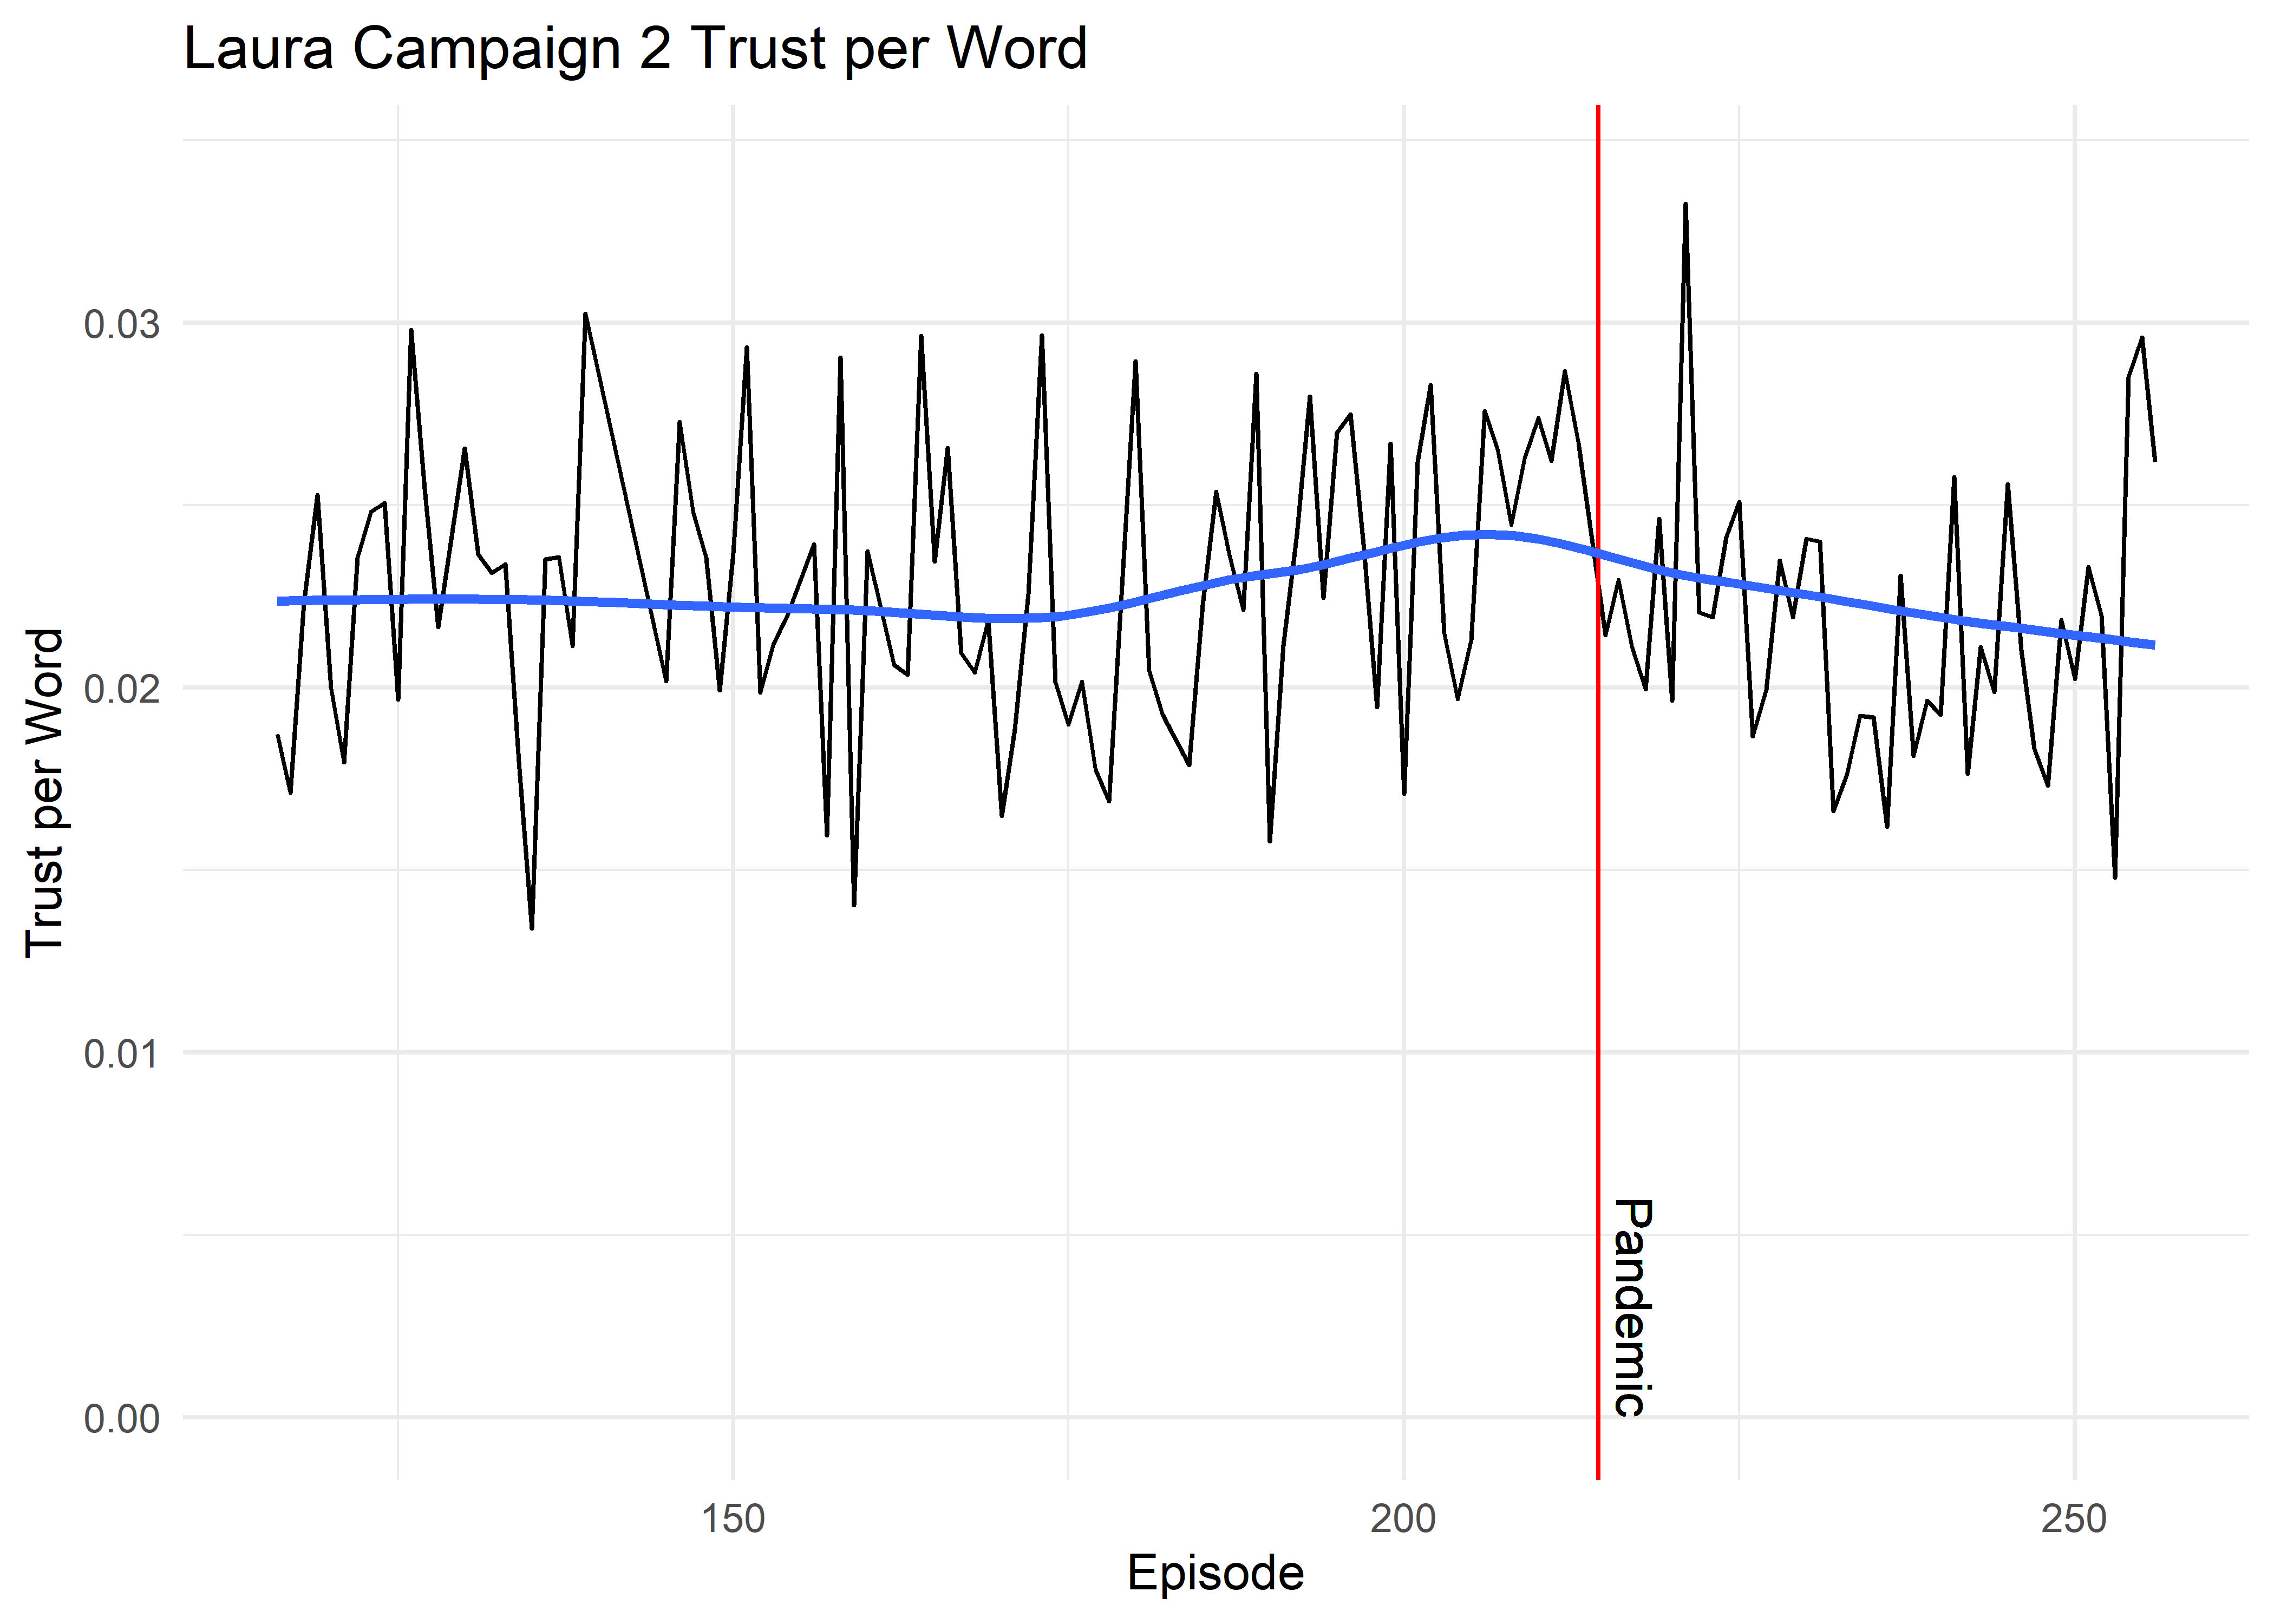 Laura Campaign 2 Trust per Word
Trust per Word
0.03
0.02
0.01
0.00
Pandemic
150
200
250
Episode